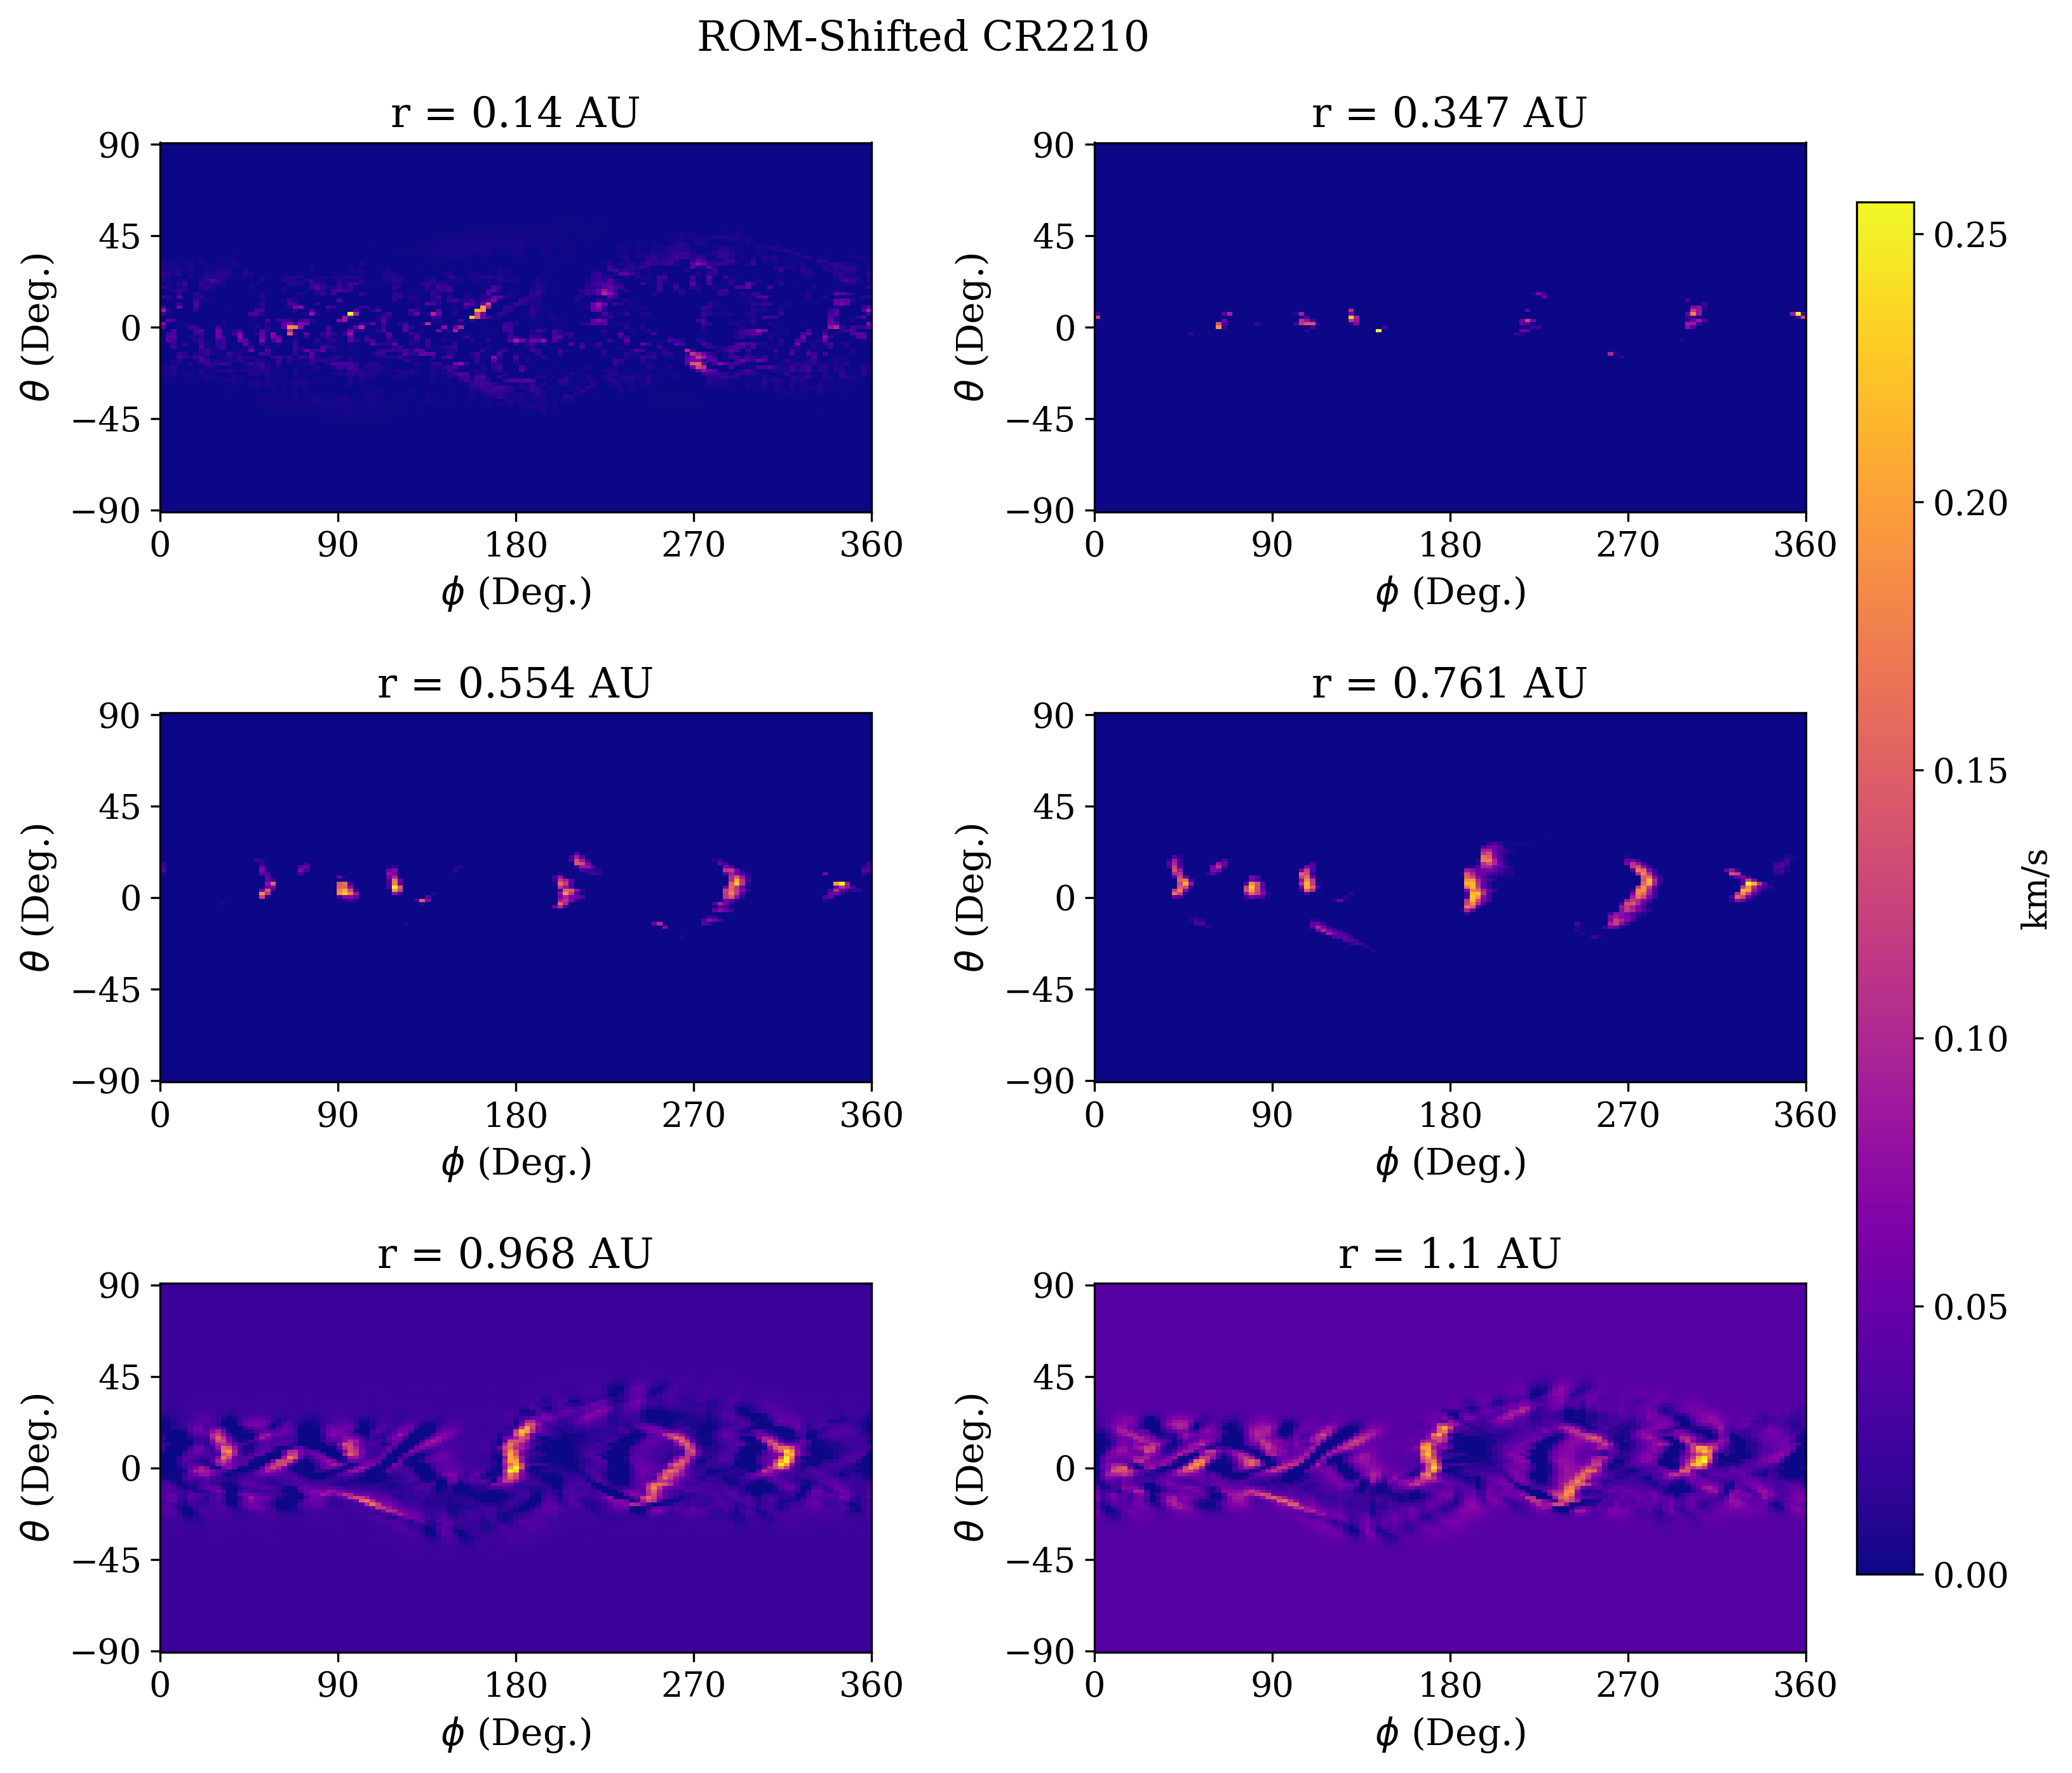 ROM-Shifted CR2210
r = 0.14 AU
r = 0.347 AU
90
45
0
−45
−90
θ (Deg.)
0 90 180 270 360
ϕ (Deg.)
90
45
0
−45
−90
θ (Deg.)
0 90 180 270 360
ϕ (Deg.)
r = 0.554 AU
r = 0.761 AU
90
45
0
−45
−90
θ (Deg.)
0 90 180 270 360
ϕ (Deg.)
90
45
0
−45
−90
θ (Deg.)
0 90 180 270 360
ϕ (Deg.)
r = 0.968 AU
r = 1.1 AU
90
45
0
−45
−90
θ (Deg.)
0 90 180 270 360
ϕ (Deg.)
90
45
0
−45
−90
θ (Deg.)
0 90 180 270 360
ϕ (Deg.)
0.25
0.20
0.15
0.10
0.05
0.00
km/s